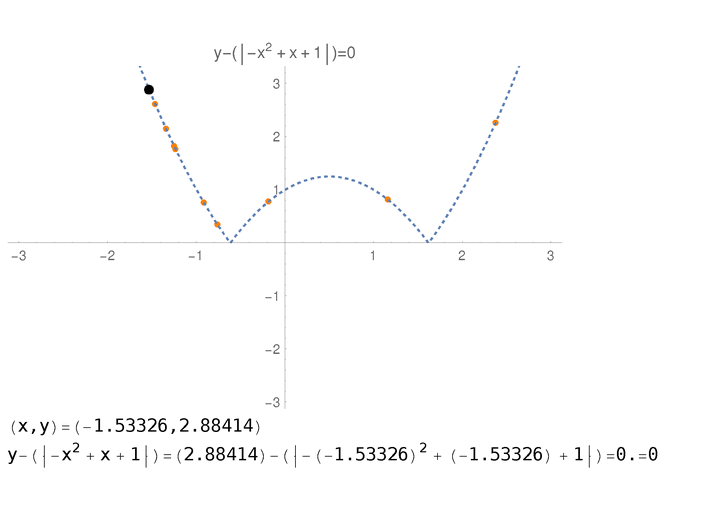 y−(|−x² + x + 1|)=0
3
2
1
−3 −2 −1 1 2 3
−1
−2
−3
(x,y)=(−1.53326,2.88414)
y−(|−x² + x + 1|)=(2.88414)−(|−(−1.53326)² + (−1.53326) +1|)=0.=0